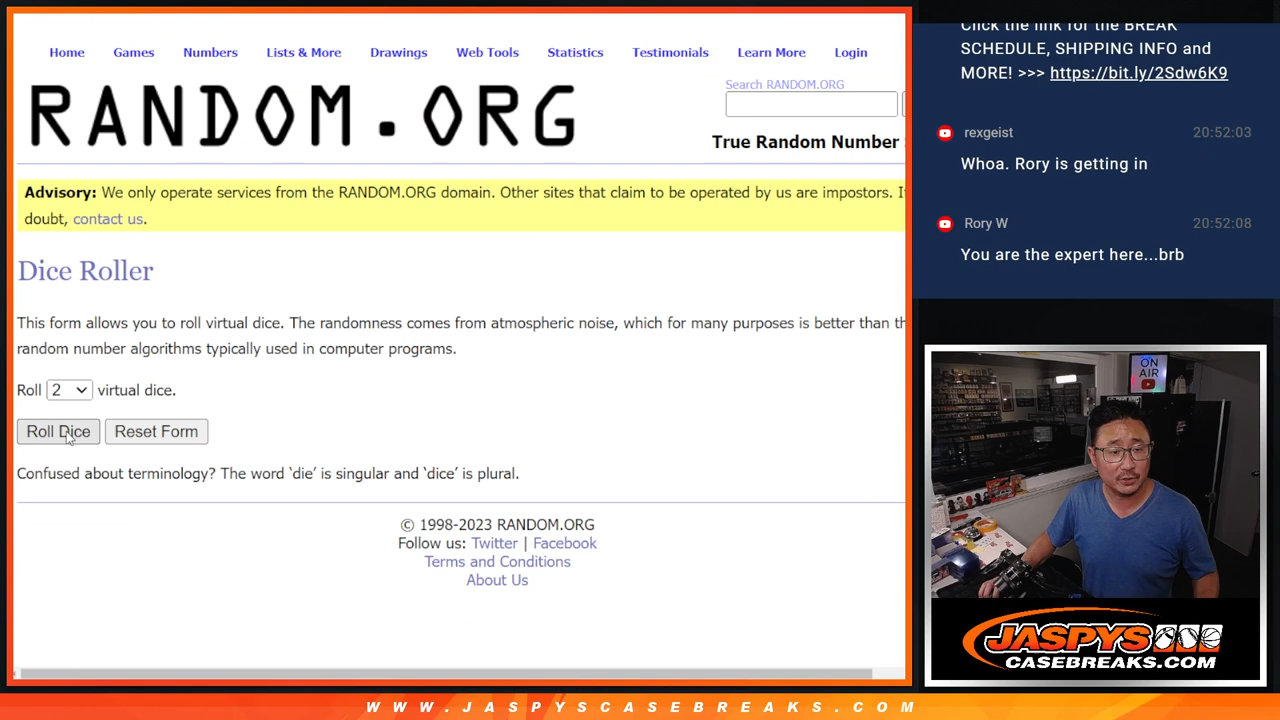 Home Games Numbers Lists & More Drawings Web Tools Statistics Testimonials Learn More Login
RANDOM.ORG
Search RANDOM.ORG
True Random Number
Advisory: We only operate services from the RANDOM.ORG domain. Other sites that claim to be operated by us are impostors. I
doubt, contact us.
Dice Roller
This form allows you to roll virtual dice. The randomness comes from atmospheric noise, which for many purposes is better than th
random number algorithms typically used in computer programs.
Roll 2 virtual dice.
Roll Dice Reset Form
Confused about terminology? The word ‘die’ is singular and ‘dice’ is plural.
© 1998-2023 RANDOM.ORG
Follow us: Twitter | Facebook
Terms and Conditions
About Us
Click the link for the BREAK
SCHEDULE, SHIPPING INFO and
MORE! >>> https://bit.ly/2Sdw6K9
rexgeist 20:52:03
Whoa. Rory is getting in
Rory W 20:52:08
You are the expert here...brb
ON
AIR
JASPYS
CASEBREAKS.COM
WWW.JASPYSCASEBREAKS.COM